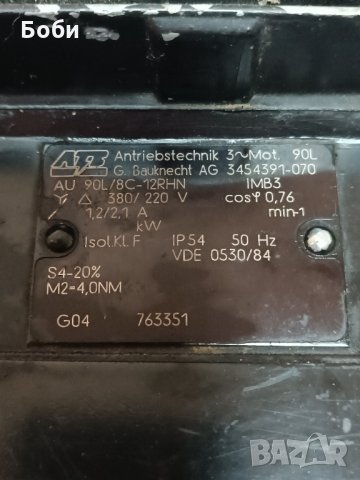 Боби
ATB Antriebstechnik 3~Mot. 90L
G. Bauknecht AG 3454391-070
AU 90L/8C-12RHN IMB3
Y △ 380/ 220 V cosφ 0,76
1,2/2,1 A min-1
kW
Isol.Kl. F IP54 50 Hz
VDE 0530/84
S4-20%
M2=4,0NM
G04 763351
BAZAR